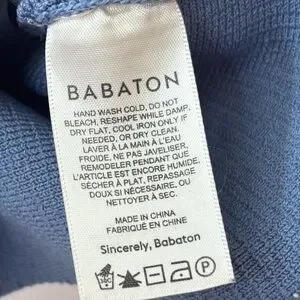 BABATON
HAND WASH COLD, DO NOT
BLEACH, RESHAPE WHILE DAMP,
DRY FLAT, COOL IRON ONLY IF
NEEDED, OR DRY CLEAN.
LAVER À LA MAIN À L'EAU
FROIDE, NE PAS JAVELISER,
REMODELER PENDANT QUE
L'ARTICLE EST ENCORE HUMIDE,
SÉCHER À PLAT, REPASSAGE
DOUX SI NÉCESSAIRE, OU
NETTOYER À SEC.
MADE IN CHINA
FABRIQUÉ EN CHINE
Sincerely, Babaton
P